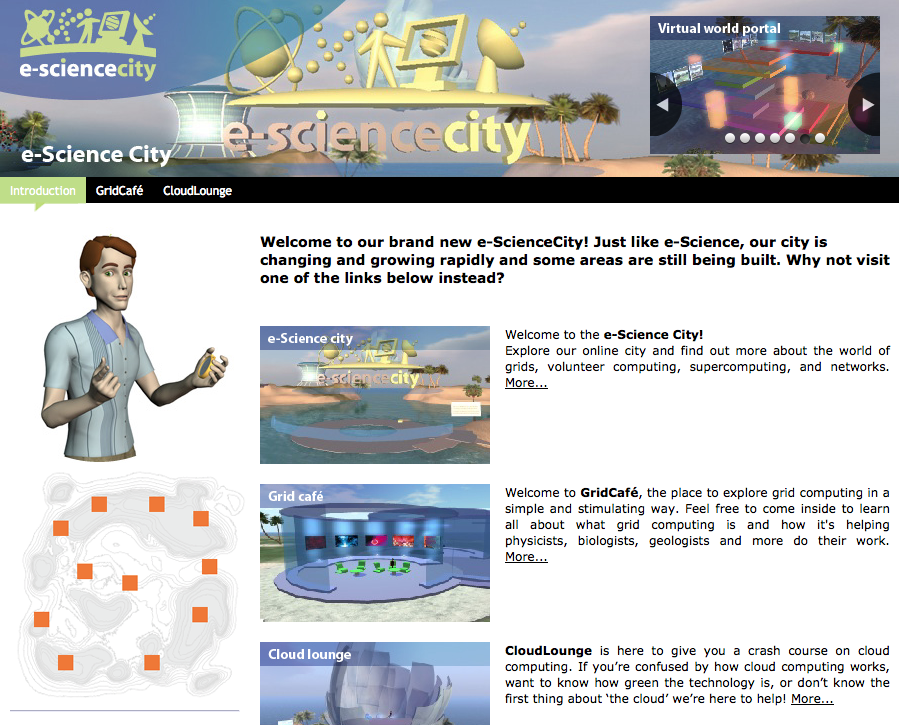 e-sciencecity
e-sciencecity
Virtual world portal
e-Science City
Introduction GridCafé CloudLounge
Welcome to our brand new e-ScienceCity! Just like e-Science, our city is
changing and growing rapidly and some areas are still being built. Why not visit
one of the links below instead?
e-Science city
e-sciencecity
Welcome to the e-Science City!
Explore our online city and find out more about the world of
grids, volunteer computing, supercomputing, and networks.
More...
Grid café
Welcome to GridCafé, the place to explore grid computing in a
simple and stimulating way. Feel free to come inside to learn
all about what grid computing is and how it's helping
physicists, biologists, geologists and more do their work.
More...
Cloud lounge
CloudLounge is here to give you a crash course on cloud
computing. If you’re confused by how cloud computing works,
want to know how green the technology is, or don’t know the
first thing about ‘the cloud’ we’re here to help! More...